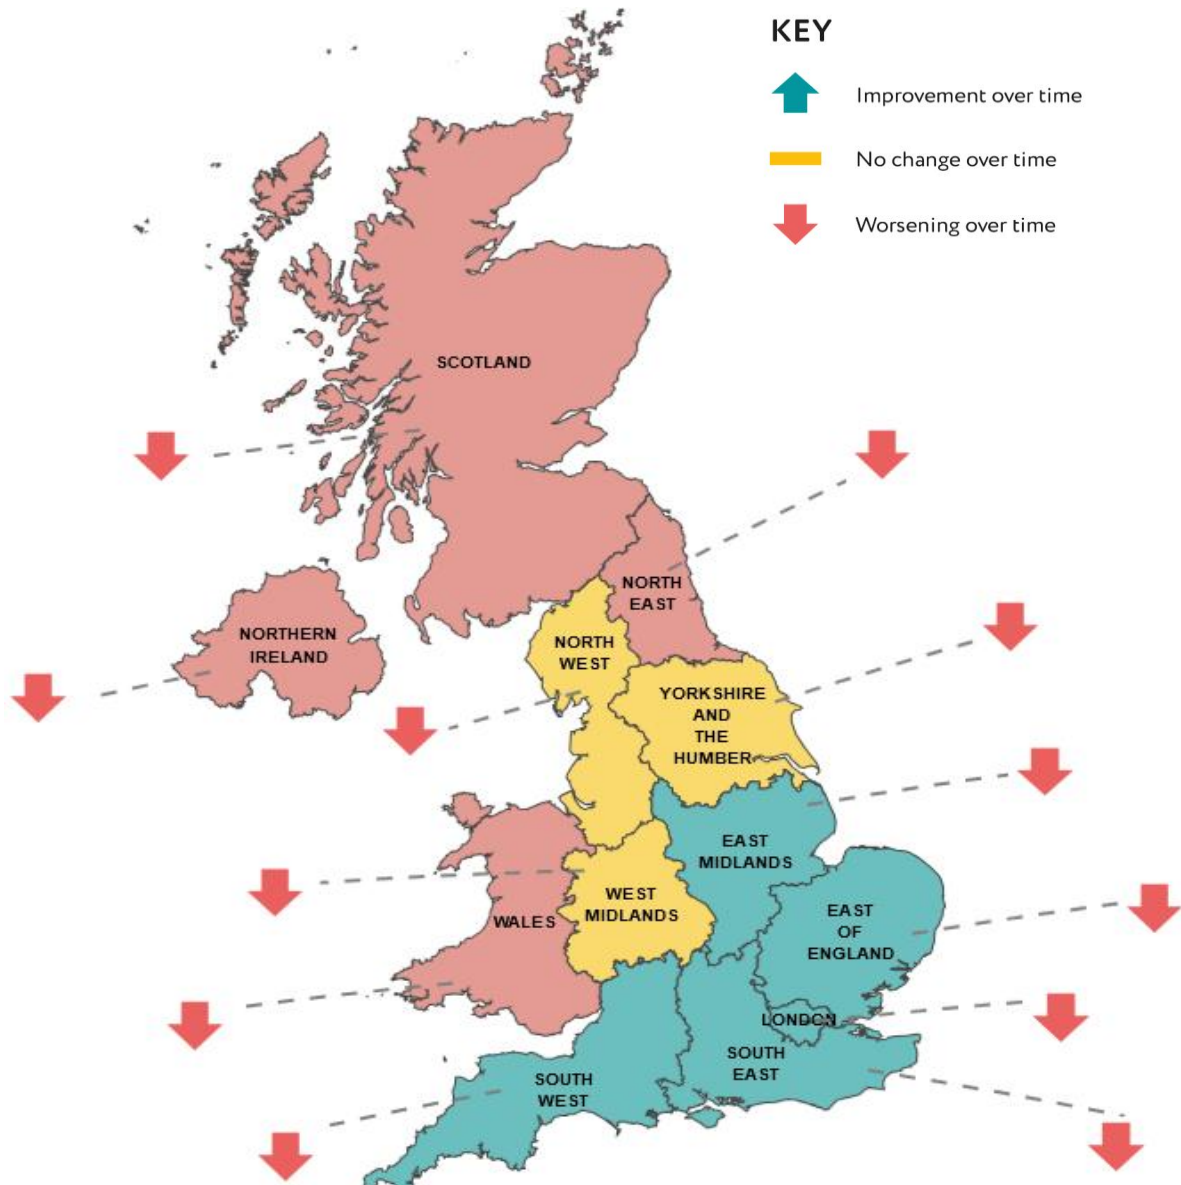 KEY
Improvement over time
No change over time
Worsening over time
SCOTLAND
NORTH
EAST
NORTHERN
IRELAND
NORTH
WEST
YORKSHIRE
AND
THE
HUMBER
EAST
MIDLANDS
WEST
MIDLANDS
WALES
EAST
OF
ENGLAND
LONDON
SOUTH
EAST
SOUTH
WEST